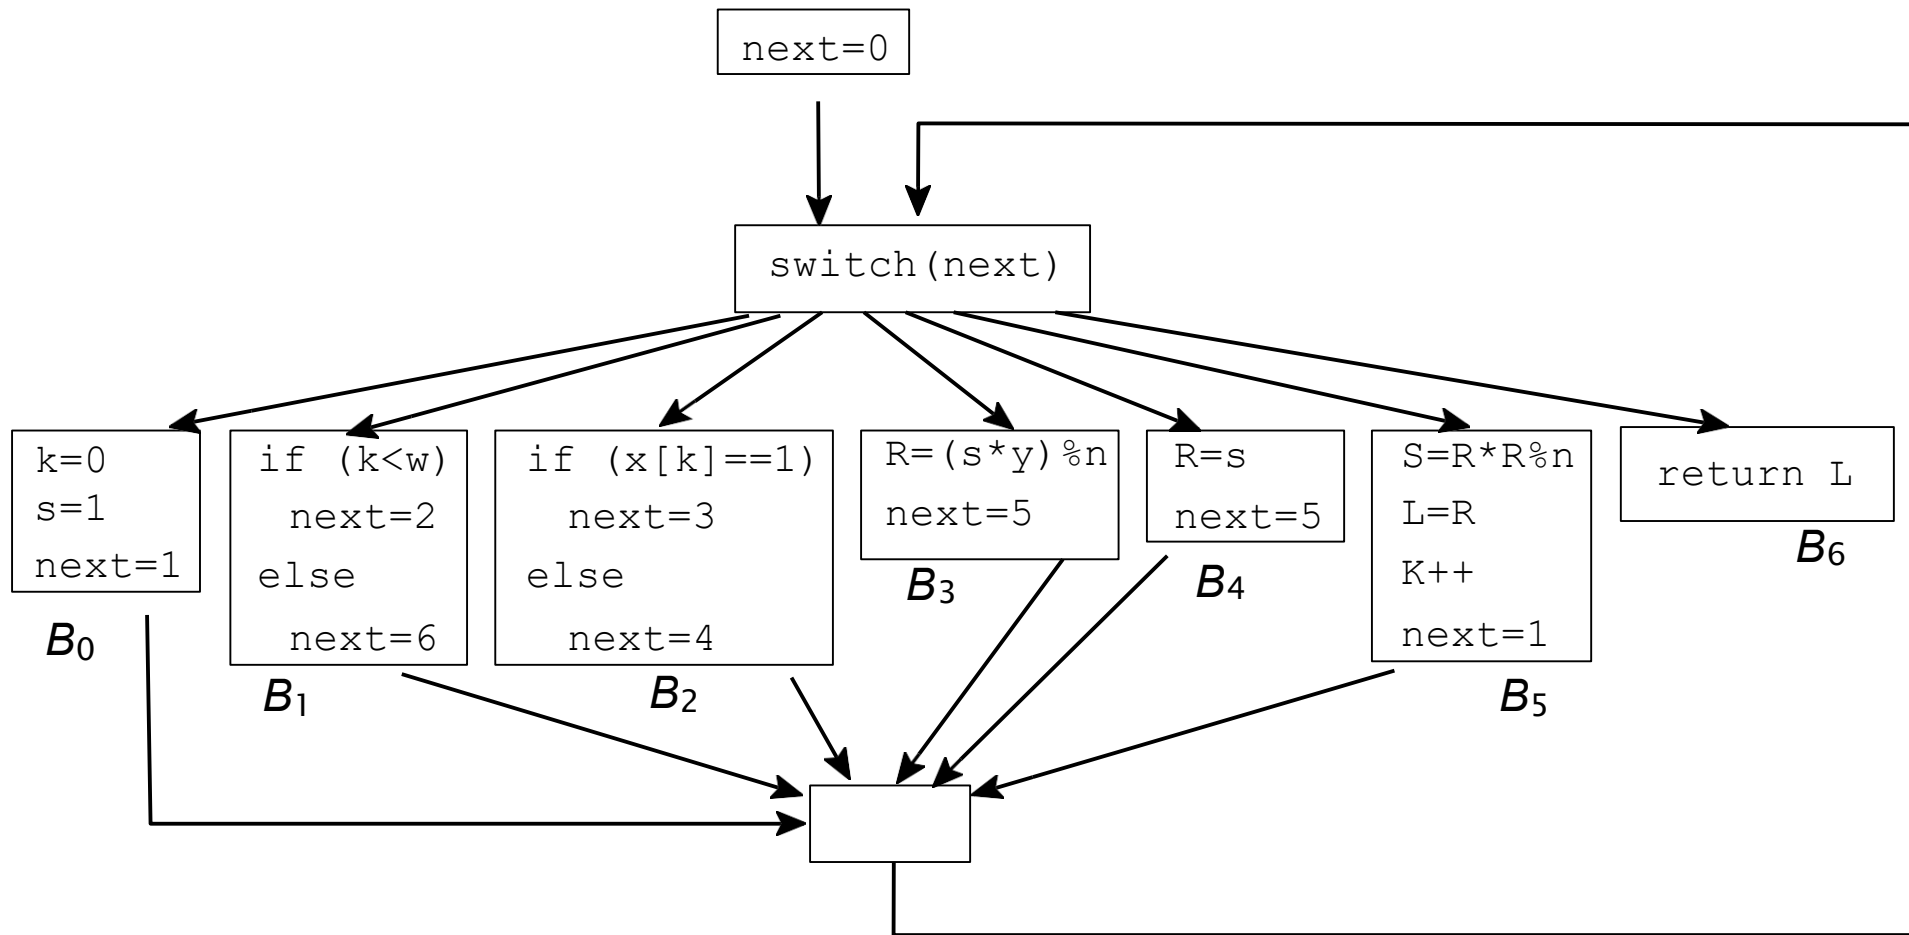 next=0
switch(next)
k=0
s=1
next=1
B0
if (k<w)
next=2
else
next=6
B1
if (x[k]==1)
next=3
else
next=4
B2
R=(s*y)%n
next=5
B3
R=s
next=5
B4
S=R*R%n
L=R
K++
next=1
B5
return L
B6